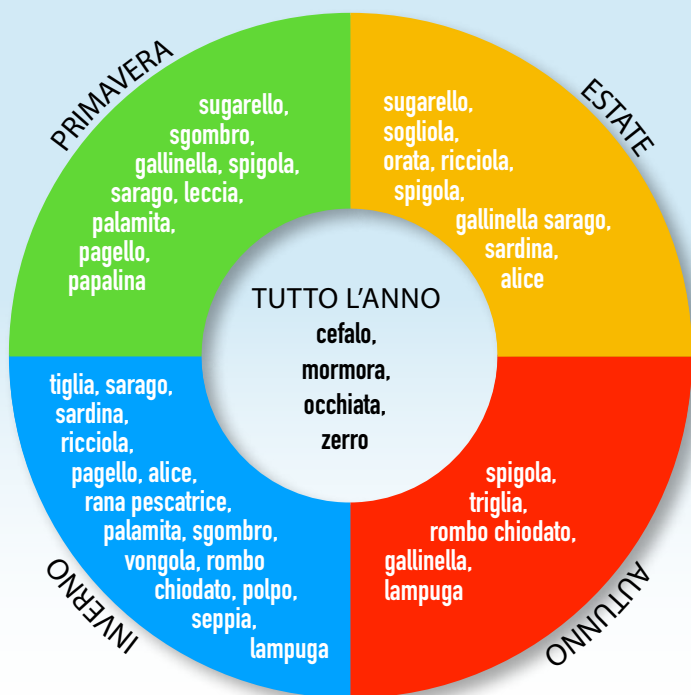 PRIMAVERA
sugarello,
sgombro,
gallinella, spigola,
sarago, leccia,
palamita,
pagello,
papalina
ESTATE
sugarello,
sogliola,
orata, ricciola,
spigola,
gallinella sarago,
sardina,
alice
TUTTO L’ANNO
cefalo,
mormora,
occhiata,
zerro
INVERNO
tiglia, sarago,
sardina,
ricciola,
pagello, alice,
rana pescatrice,
palamita, sgombro,
vongola, rombo
chiodato, polpo,
seppia,
lampuga
AUTUNNO
spigola,
triglia,
rombo chiodato,
gallinella,
lampuga